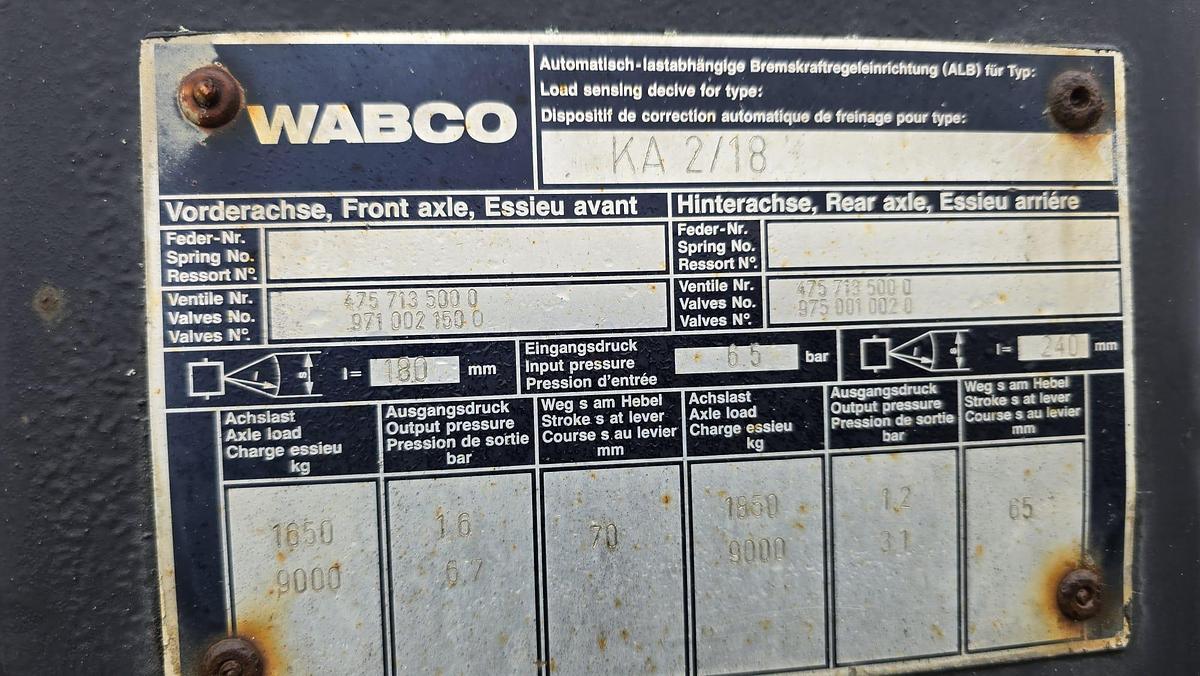 WABCO
Automatisch-lastabhängige Bremskraftregeleinrichtung (ALB) für Typ:
Load sensing decive for type:
Dispositif de correction automatique de freinage pour type:
KA 2/18
Vorderachse, Front axle, Essieu avant
Hinterachse, Rear axle, Essieu arriére
Feder-Nr.
Spring No.
Ressort N°.
Feder-Nr.
Spring No.
Ressort N°.
Ventile Nr.
Valves No.
Valves N°.
475 713 500 0
971 002 150 0
Ventile Nr.
Valves No.
Valves N°.
475 713 500 0
975 001 002 0
l = 180 mm
Eingangsdruck
Input pressure
Pression d'entrée
6.5 bar
l = 240 mm
Achslast
Axle load
Charge essieu
kg
Ausgangsdruck
Output pressure
Pression de sortie
bar
Weg s am Hebel
Stroke s at lever
Course s au levier
mm
Achslast
Axle load
Charge essieu
kg
Ausgangsdruck
Output pressure
Pression de sortie
bar
Weg s am Hebel
Stroke s at lever
Course s au levier
mm
1650 1.6 70 1850 1.2 65
9000 6.7 9000 3.1